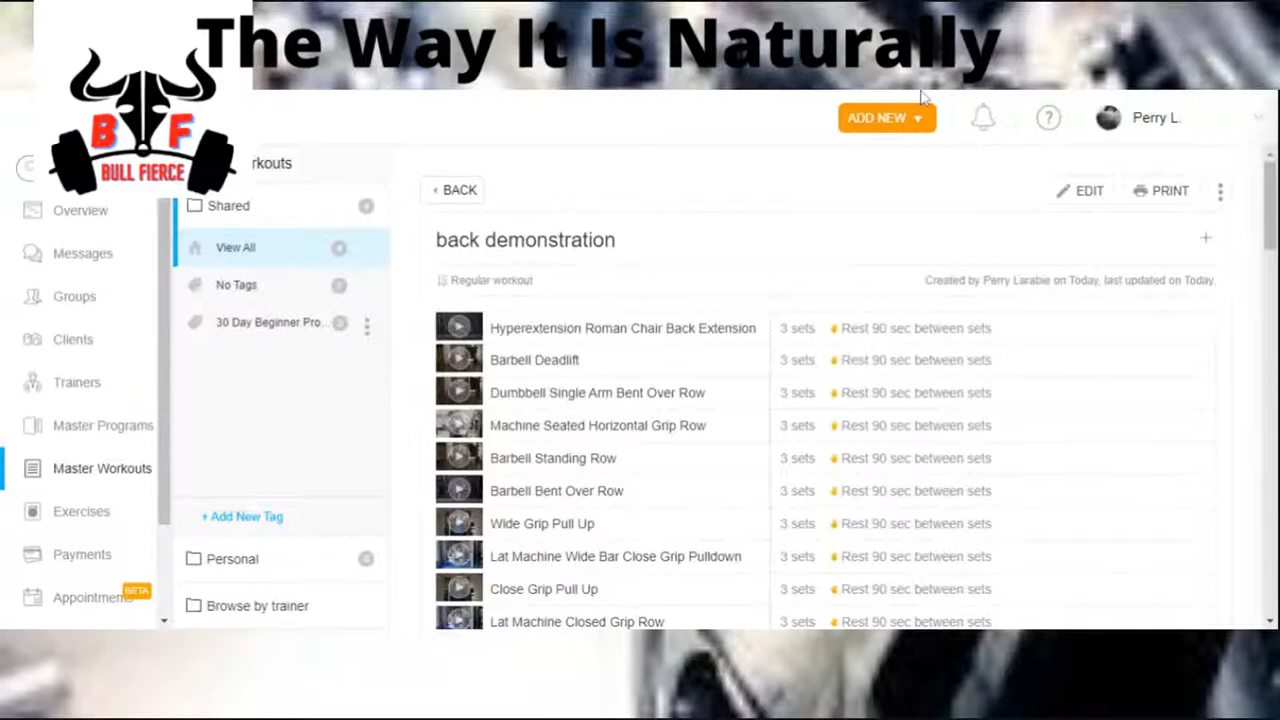 The Way It Is Naturally
B F
BULL FIERCE
ADD NEW
?
Perry L.
rkouts
Overview
Messages
Groups
Clients
Trainers
Master Programs
Master Workouts
Exercises
Payments
Appointments
BETA
Shared
View All
No Tags
30 Day Beginner Pro...
+ Add New Tag
Personal
Browse by trainer
‹ BACK
EDIT
PRINT
back demonstration
+
Regular workout
Created by Perry Larabie on Today, last updated on Today.
Hyperextension Roman Chair Back Extension 3 sets Rest 90 sec between sets
Barbell Deadlift 3 sets Rest 90 sec between sets
Dumbbell Single Arm Bent Over Row 3 sets Rest 90 sec between sets
Machine Seated Horizontal Grip Row 3 sets Rest 90 sec between sets
Barbell Standing Row 3 sets Rest 90 sec between sets
Barbell Bent Over Row 3 sets Rest 90 sec between sets
Wide Grip Pull Up 3 sets Rest 90 sec between sets
Lat Machine Wide Bar Close Grip Pulldown 3 sets Rest 90 sec between sets
Close Grip Pull Up 3 sets Rest 90 sec between sets
Lat Machine Closed Grip Row 3 sets Rest 90 sec between sets